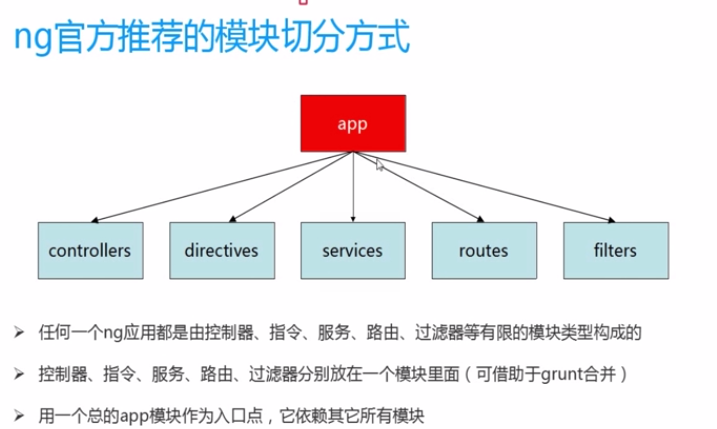 ng官方推荐的模块切分方式
app
controllers
directives
services
routes
filters
任何一个ng应用都是由控制器、指令、服务、路由、过滤器等有限的模块类型构成的
控制器、指令、服务、路由、过滤器分别放在一个模块里面（可借助于grunt合并）
用一个总的app模块作为入口点，它依赖其它所有模块